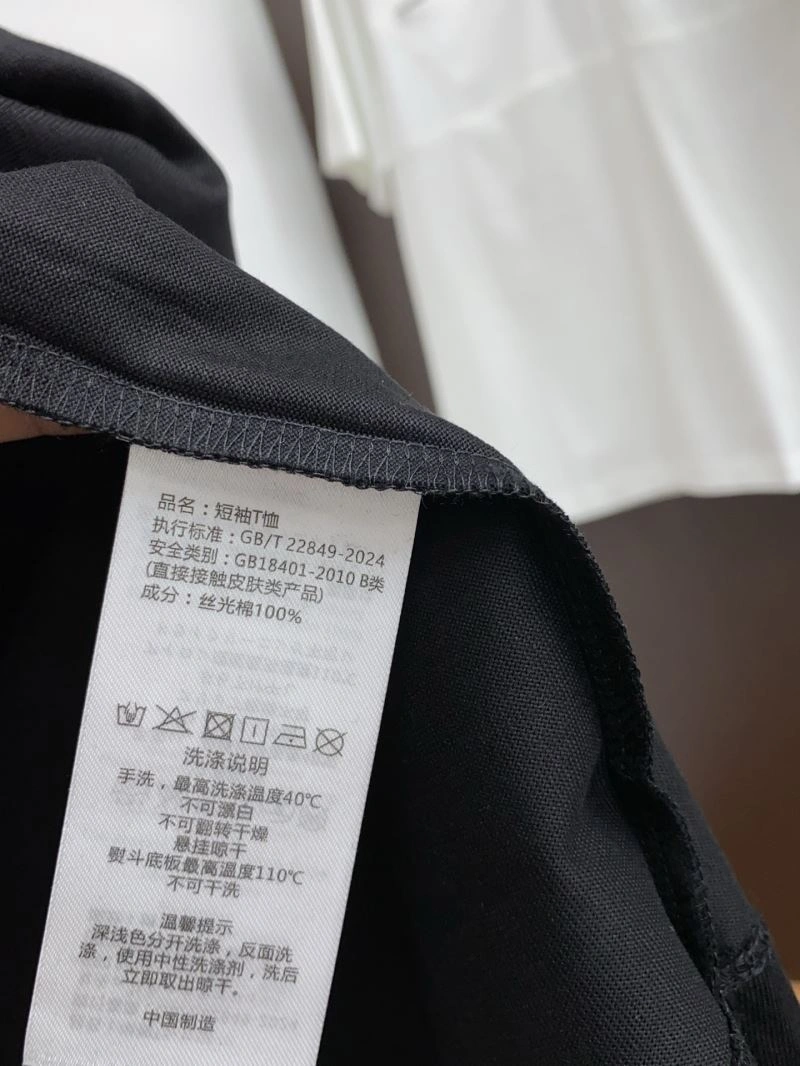 品名：短袖T恤
执行标准：GB/T 22849-2024
安全类别：GB18401-2010 B类
(直接接触皮肤类产品)
成分：丝光棉100%
洗涤说明
手洗，最高洗涤温度40℃
不可漂白
不可翻转干燥
悬挂晾干
熨斗底板最高温度110℃
不可干洗
温馨提示
深浅色分开洗涤，反面洗
涤，使用中性洗涤剂，洗后
立即取出晾干。
中国制造